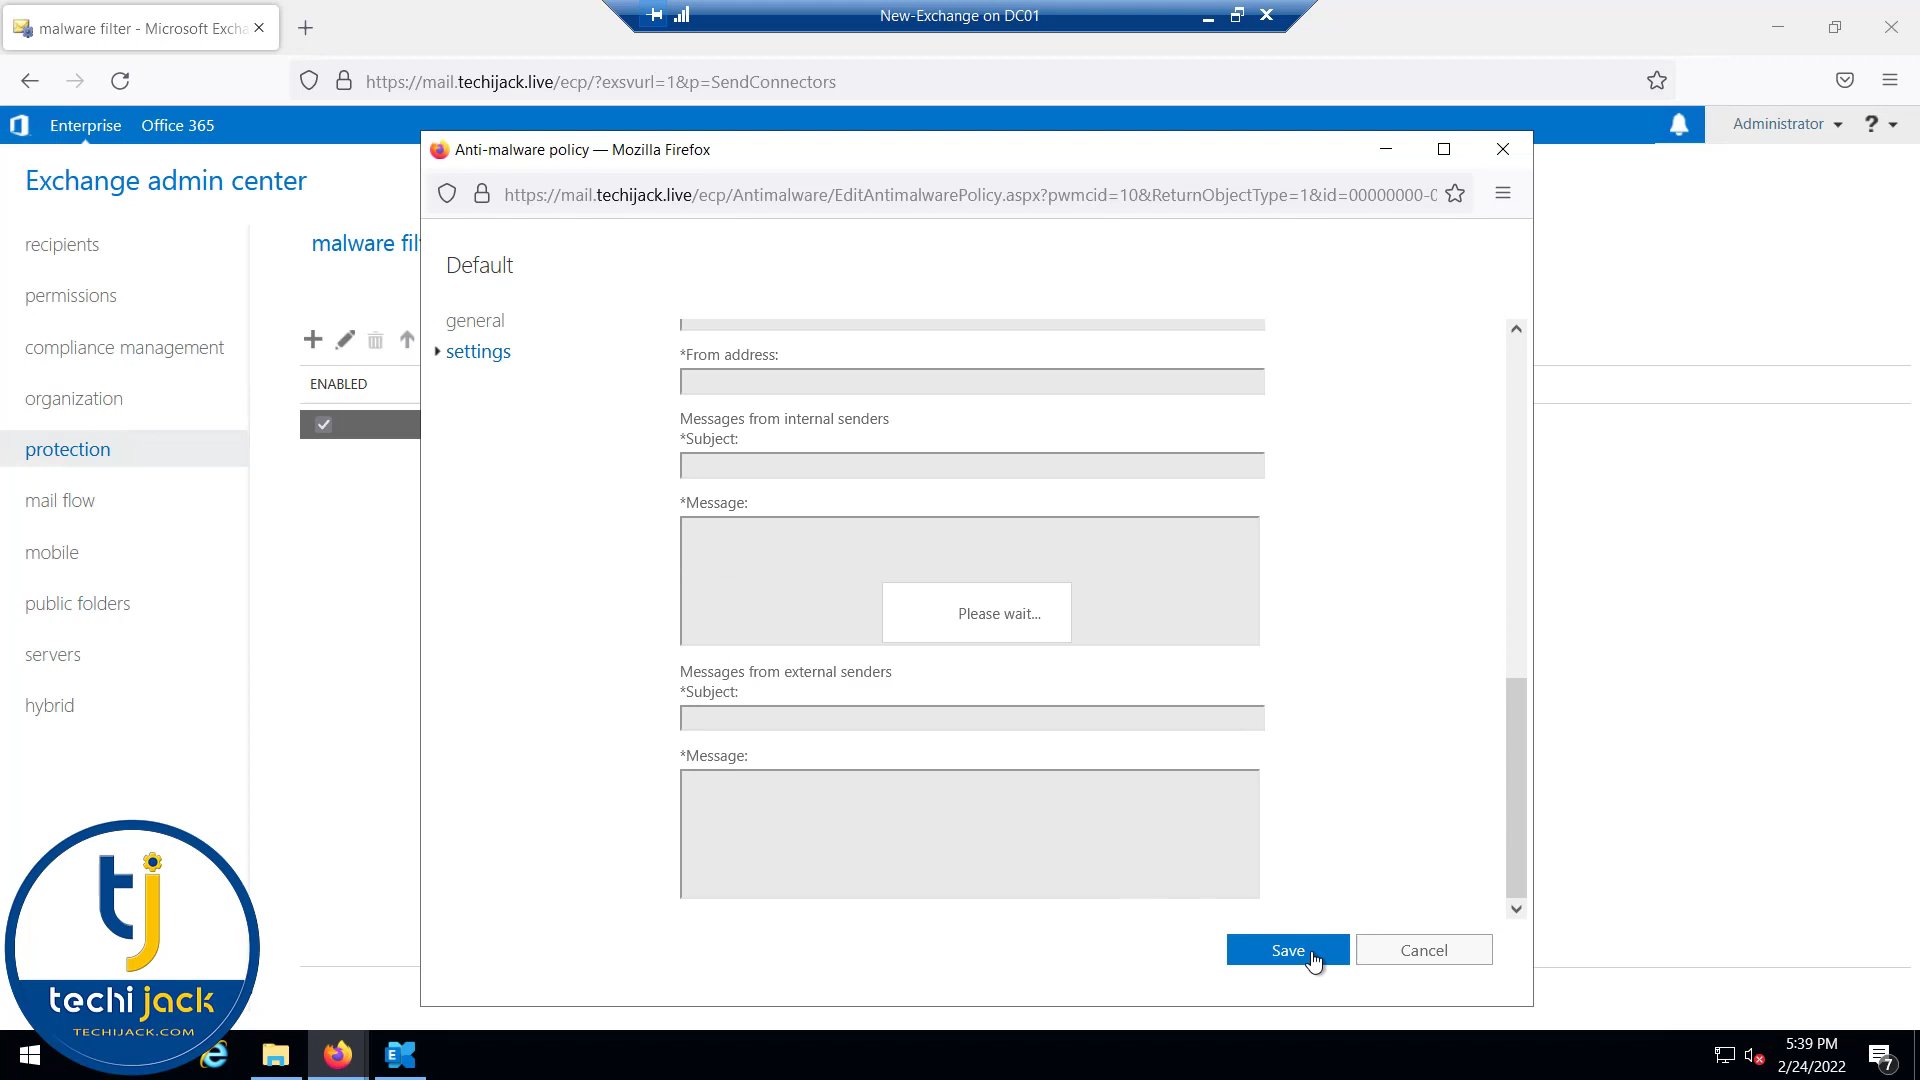 malware filter - Microsoft Excha
New-Exchange on DC01
https://mail.techijack.live/ecp/?exsvurl=1&p=SendConnectors
Enterprise Office 365
Administrator ?
Exchange admin center
recipients
permissions
compliance management
organization
protection
mail flow
mobile
public folders
servers
hybrid
malware filt
ENABLED
Anti-malware policy — Mozilla Firefox
https://mail.techijack.live/ecp/Antimalware/EditAntimalwarePolicy.aspx?pwmcid=10&ReturnObjectType=1&id=00000000-0
Default
general
settings
*From address:
Messages from internal senders
*Subject:
*Message:
Please wait...
Messages from external senders
*Subject:
*Message:
Save Cancel
tj
techi jack
TECHIJACK.COM
5:39 PM
2/24/2022
7